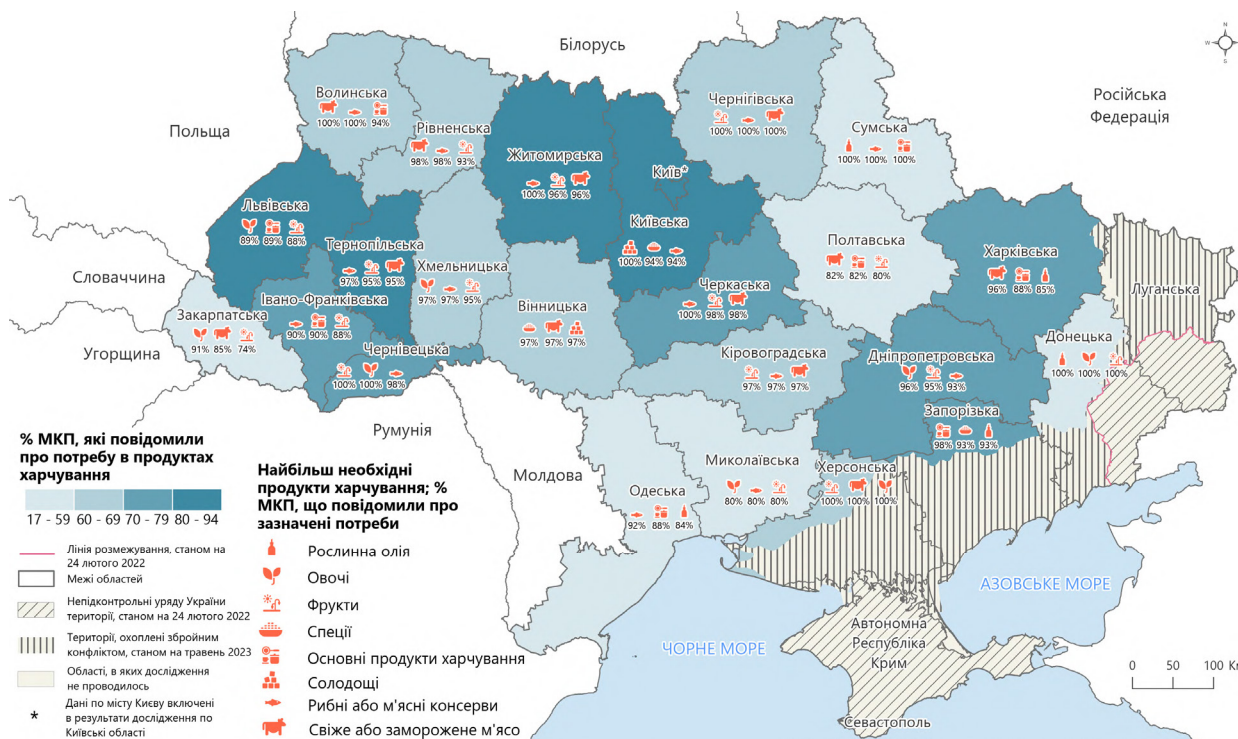 Білорусь
Російська
Федерація
Польща
Словаччина
Угорщина
Румунія
Молдова
N
W
E
S
Волинська
100% 100% 94%
Рівненська
98% 98% 93%
Житомирська
100% 96% 96%
Київ*
Київська
100% 94% 94%
Чернігівська
100% 100% 100%
Сумська
100% 100% 100%
Львівська
89% 89% 88%
Тернопільська
97% 95% 95%
Хмельницька
97% 97% 95%
Вінницька
97% 97% 97%
Черкаська
100% 98% 98%
Полтавська
82% 82% 80%
Харківська
96% 88% 85%
Луганська
Закарпатська
91% 85% 74%
Івано-Франківська
90% 90% 88%
Чернівецька
100% 100% 98%
Кіровоградська
97% 97% 97%
Дніпропетровська
96% 95% 93%
Донецька
100% 100% 100%
Запорізька
98% 93% 93%
Одеська
92% 88% 84%
Миколаївська
80% 80% 80%
Херсонська
100% 100% 100%
Автономна
Республіка
Крим
Севастополь
ЧОРНЕ МОРЕ
АЗОВСЬКЕ МОРЕ
0 50 100 Кг
% МКП, які повідомили
про потребу в продуктах
харчування
17 - 59 60 - 69 70 - 79 80 - 94
Лінія розмежування, станом на
24 лютого 2022
Межі областей
Непідконтрольні уряду України
території, станом на 24 лютого 2022
Території, охоплені збройним
конфліктом, станом на травень 2023
Області, в яких дослідження
не проводилось
* Дані по місту Києву включені
в результати дослідження по
Київські області
Найбільш необхідні
продукти харчування; %
МКП, що повідомили про
зазначені потреби
Рослинна олія
Овочі
Фрукти
Спеції
Основні продукти харчування
Солодощі
Рибні або м'ясні консерви
Свіже або заморожене м'ясо